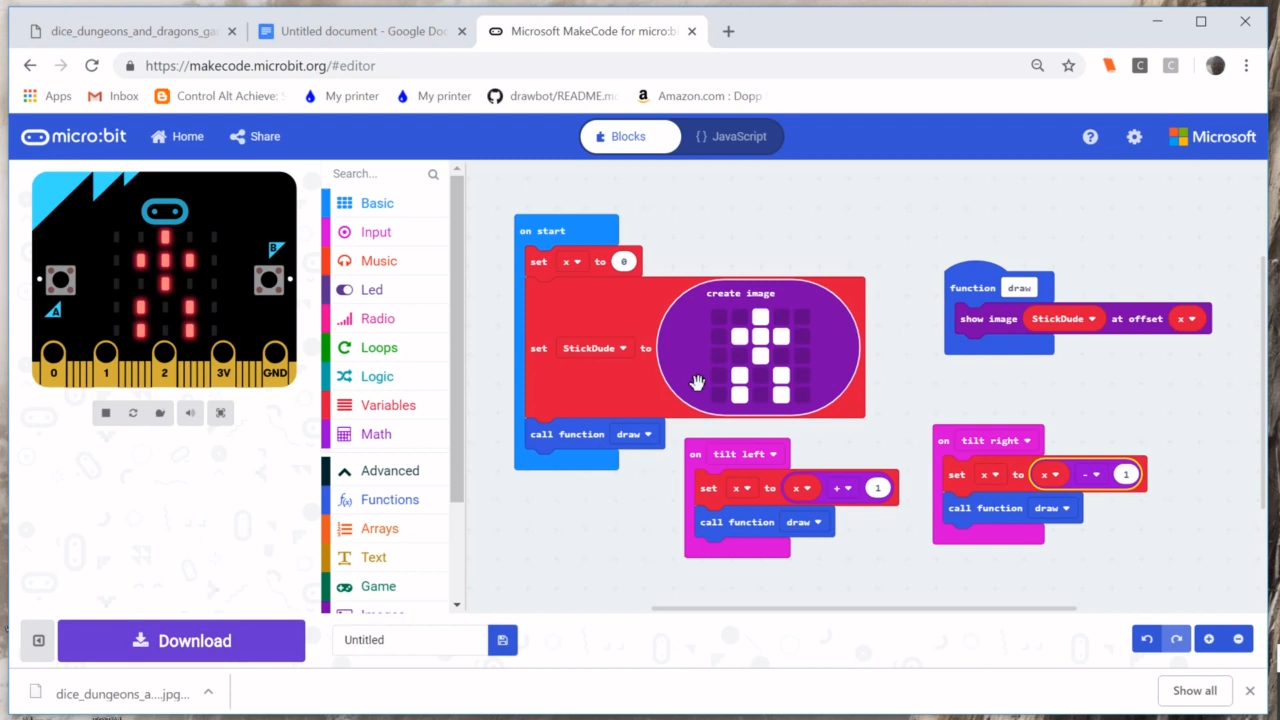 dice_dungeons_and_dragons_ga
Untitled document - Google Doc
Microsoft MakeCode for micro:bi
https://makecode.microbit.org/#editor
Apps
Inbox
Control Alt Achieve:
My printer
My printer
drawbot/README.m
Amazon.com : Dopp
micro:bit
Home
Share
Blocks
{ } JavaScript
Microsoft
A
B
0
1
2
3V
GND
Search...
Basic
Input
Music
Led
Radio
Loops
Logic
Variables
Math
Advanced
f(x) Functions
Arrays
Text
Game
on start
set x to 0
create image
set StickDude to
call function draw
function draw
show image StickDude at offset x
on tilt left
set x to x + 1
call function draw
on tilt right
set x to x - 1
call function draw
Download
Untitled
dice_dungeons_a....jpg...
Show all